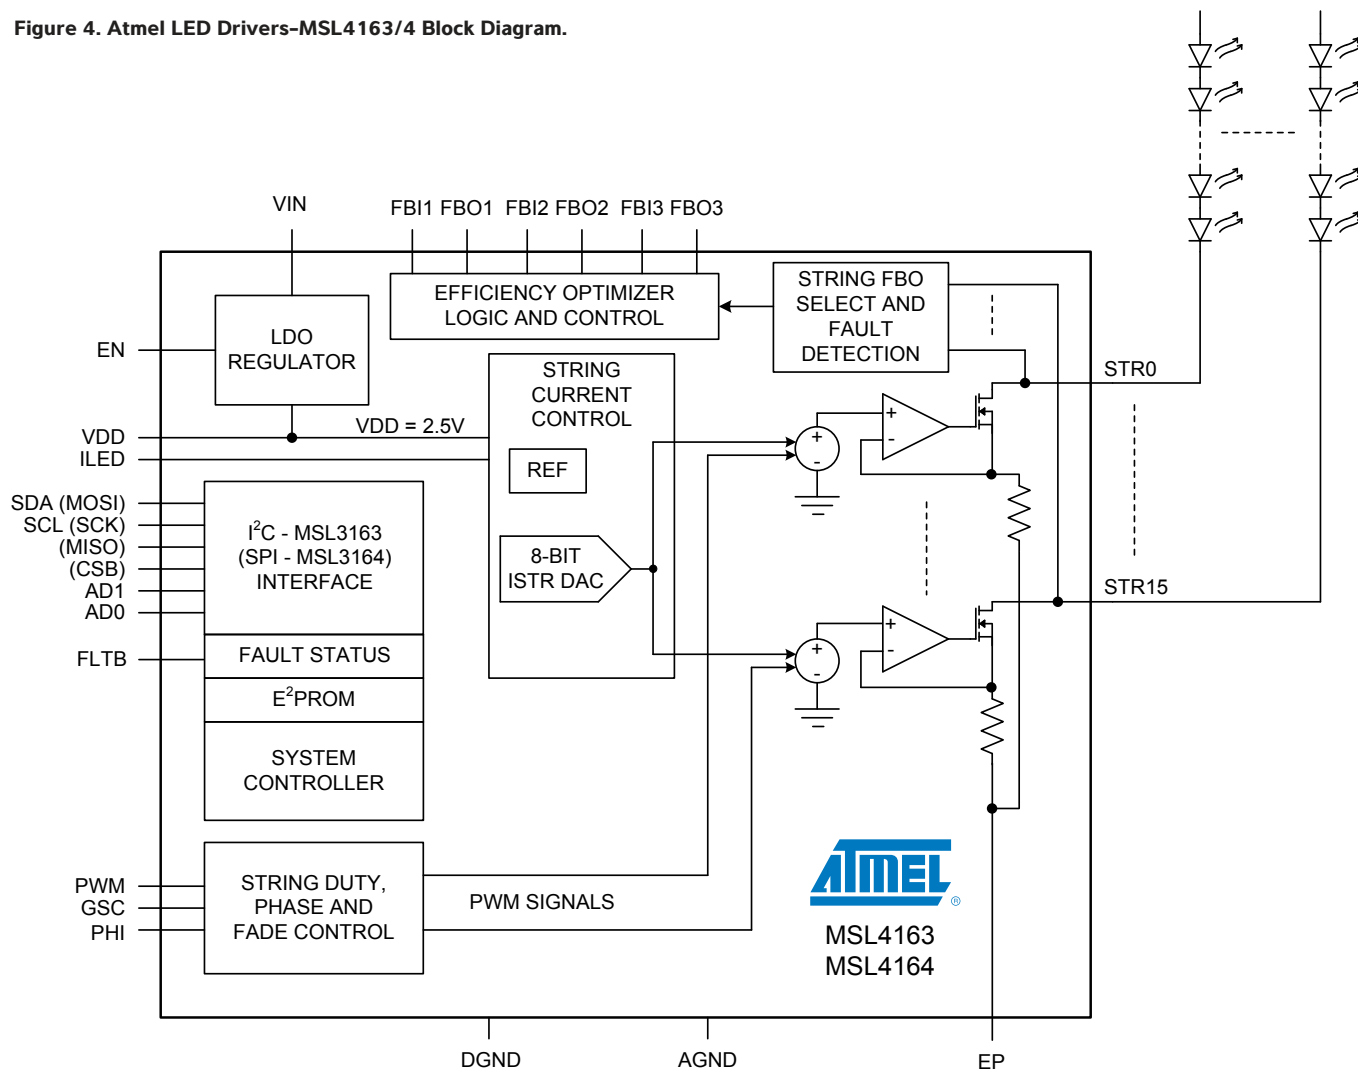 Figure 4. Atmel LED Drivers–MSL4163/4 Block Diagram.
VIN
FBI1 FBO1 FBI2 FBO2 FBI3 FBO3
EFFICIENCY OPTIMIZER
LOGIC AND CONTROL
STRING FBO
SELECT AND
FAULT
DETECTION
LDO
REGULATOR
EN
STRING
CURRENT
CONTROL
STR0
VDD
VDD = 2.5V
ILED
REF
+
-
+
-
SDA (MOSI)
SCL (SCK)
(MISO)
(CSB)
AD1
AD0
I²C - MSL3163
(SPI - MSL3164)
INTERFACE
8-BIT
ISTR DAC
STR15
+
-
+
-
FLTB
FAULT STATUS
E²PROM
SYSTEM
CONTROLLER
PWM
GSC
PHI
STRING DUTY,
PHASE AND
FADE CONTROL
PWM SIGNALS
ATMEL
®
MSL4163
MSL4164
DGND
AGND
EP